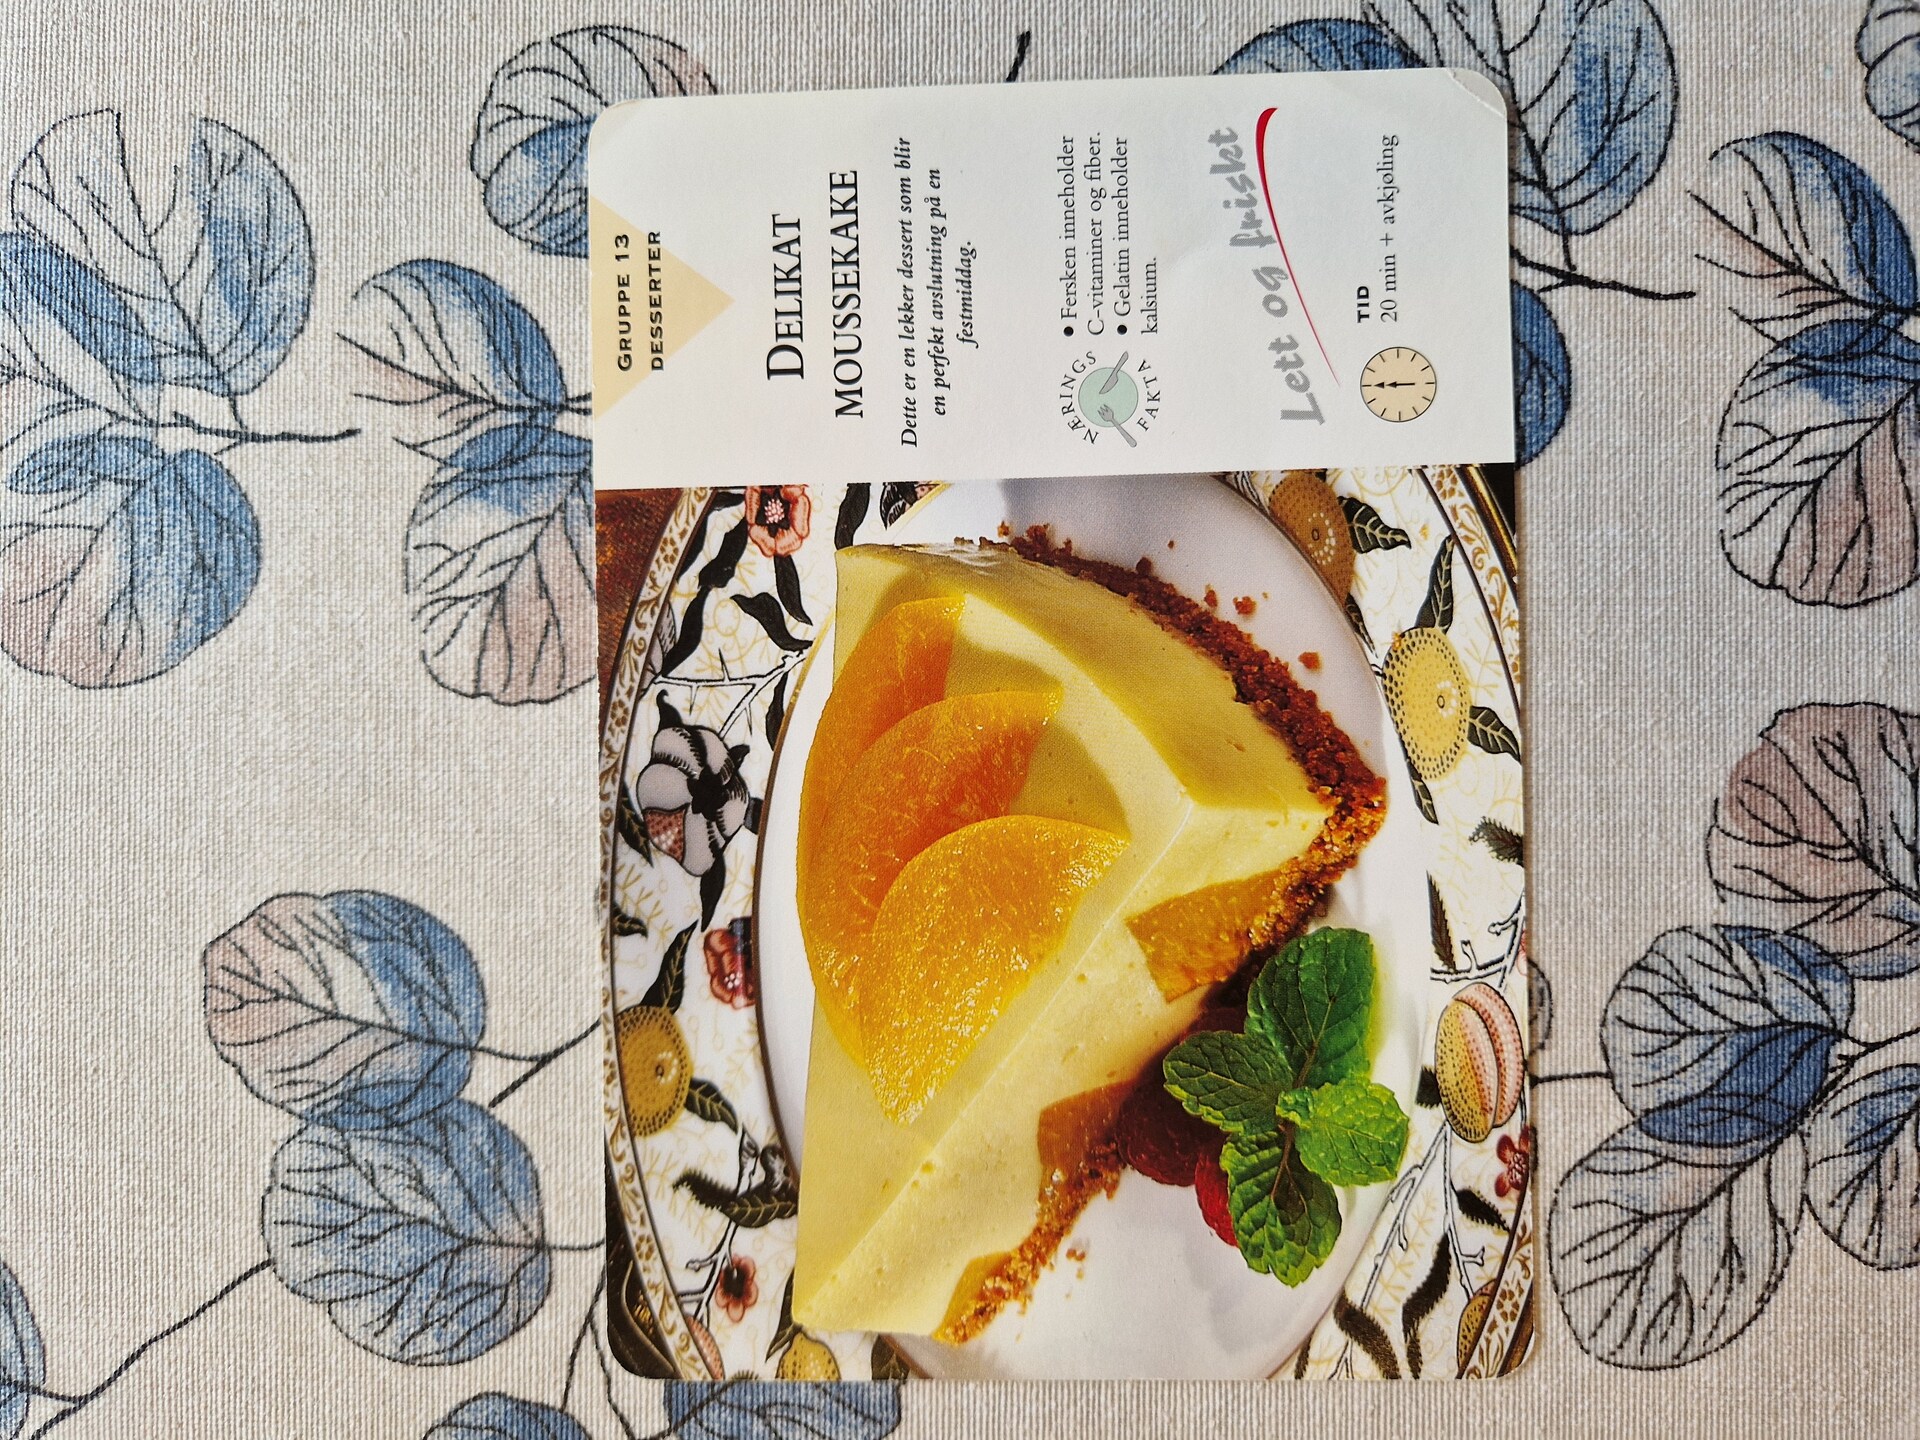 GRUPPE 13
DESSERTER
DELIKAT
MOUSSEKAKE
Dette er en lekker dessert som blir
en perfekt avslutning på en
festmiddag.
NÆRINGS
FAKTA
• Fersken inneholder
C-vitaminer og fiber.
• Gelatin inneholder
kalsium.
Lett og friskt
TID
20 min + avkjøling